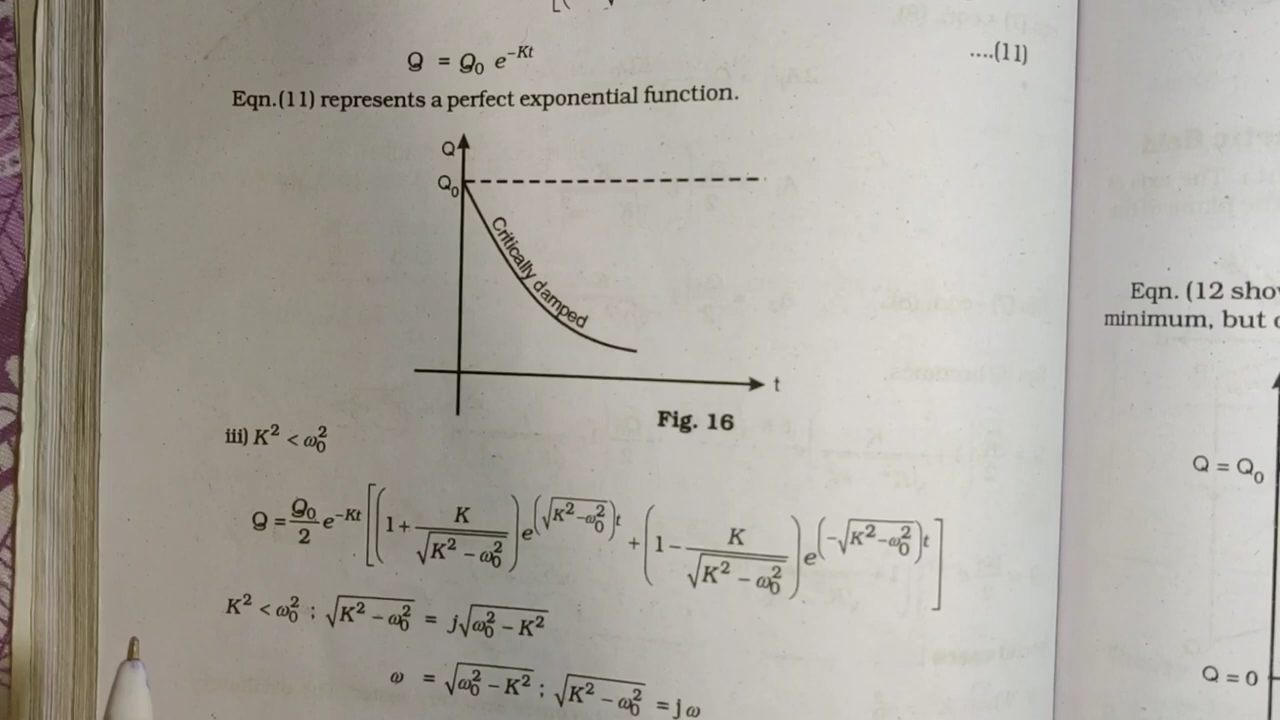 Q = Q₀ e^{-Kt} ....(11)
Eqn.(11) represents a perfect exponential function.
Q
Q₀
Critically damped
t
Fig. 16
iii) K² < ω₀²
Q = Q₀/2 e^{-Kt} [(1 + K/√(K² – ω₀²)) e^{(√(K²–ω₀²))t} + (1 – K/√(K² – ω₀²)) e^{(–√(K²–ω₀²))t}]
K² < ω₀² ; √(K² – ω₀²) = j√(ω₀² – K²)
ω = √(ω₀² – K²) ; √(K² – ω₀²) = jω
Eqn. (12 sho
minimum, but
Q = Q₀
Q = 0